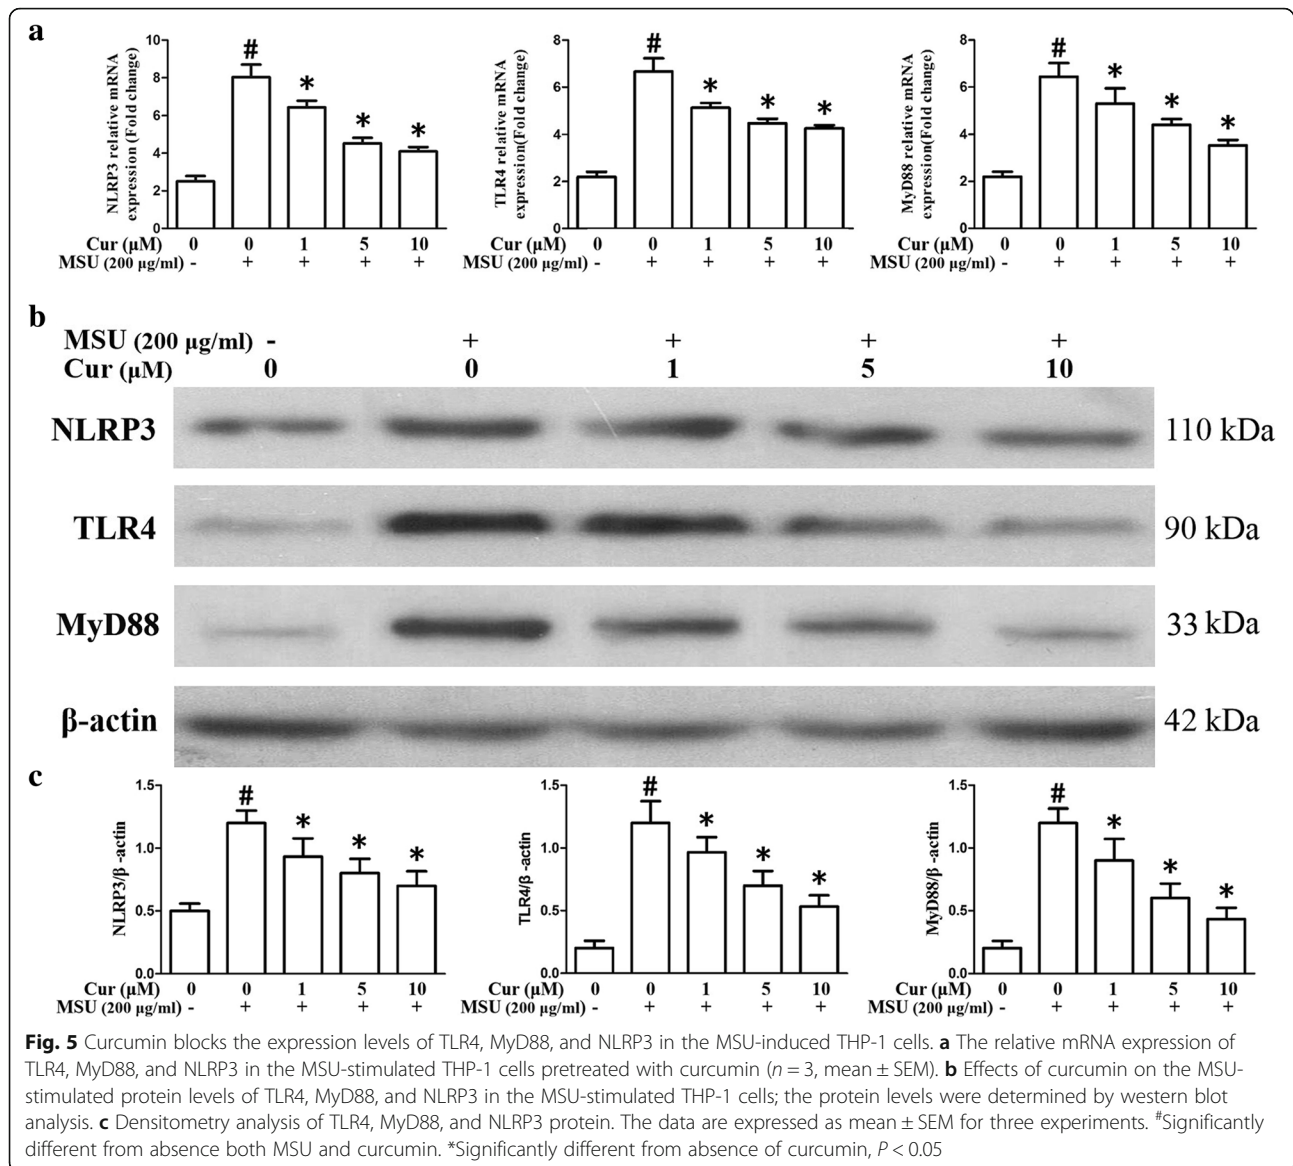 a
NLRP3 relative mRNA
expression (Fold change)
10
8
6
4
2
0
#
*
*
*
Cur (μM) 0 0 1 5 10
MSU (200 μg/ml) - + + + +
TLR4 relative mRNA
expression(Fold change)
8
6
4
2
0
#
*
*
*
0 0 1 5 10
Cur (μM)
MSU (200 μg/ml) - + + + +
MyD88 relative mRNA
expression(Fold change)
8
6
4
2
0
#
*
*
*
Cur (μM) 0 0 1 5 10
MSU (200 μg/ml) - + + + +
b
MSU (200 μg/ml) - + + + +
Cur (μM) 0 0 1 5 10
NLRP3 110 kDa
TLR4 90 kDa
MyD88 33 kDa
β-actin 42 kDa
c
NLRP3/β -actin
1.5
1.0
0.5
0.0
#
*
*
*
Cur (μM) 0 0 1 5 10
MSU (200 μg/ml) - + + + +
TLR4/β -actin
1.5
1.0
0.5
0.0
#
*
*
*
Cur (μM) 0 0 1 5 10
MSU (200 μg/ml) - + + + +
MyD88/β -actin
1.5
1.0
0.5
0.0
#
*
*
*
Cur (μM) 0 0 1 5 10
MSU (200 μg/ml) - + + + +
Fig. 5 Curcumin blocks the expression levels of TLR4, MyD88, and NLRP3 in the MSU-induced THP-1 cells. a The relative mRNA expression of
TLR4, MyD88, and NLRP3 in the MSU-stimulated THP-1 cells pretreated with curcumin (n = 3, mean ± SEM). b Effects of curcumin on the MSU-
stimulated protein levels of TLR4, MyD88, and NLRP3 in the MSU-stimulated THP-1 cells; the protein levels were determined by western blot
analysis. c Densitometry analysis of TLR4, MyD88, and NLRP3 protein. The data are expressed as mean ± SEM for three experiments. #Significantly
different from absence both MSU and curcumin. *Significantly different from absence of curcumin, P < 0.05